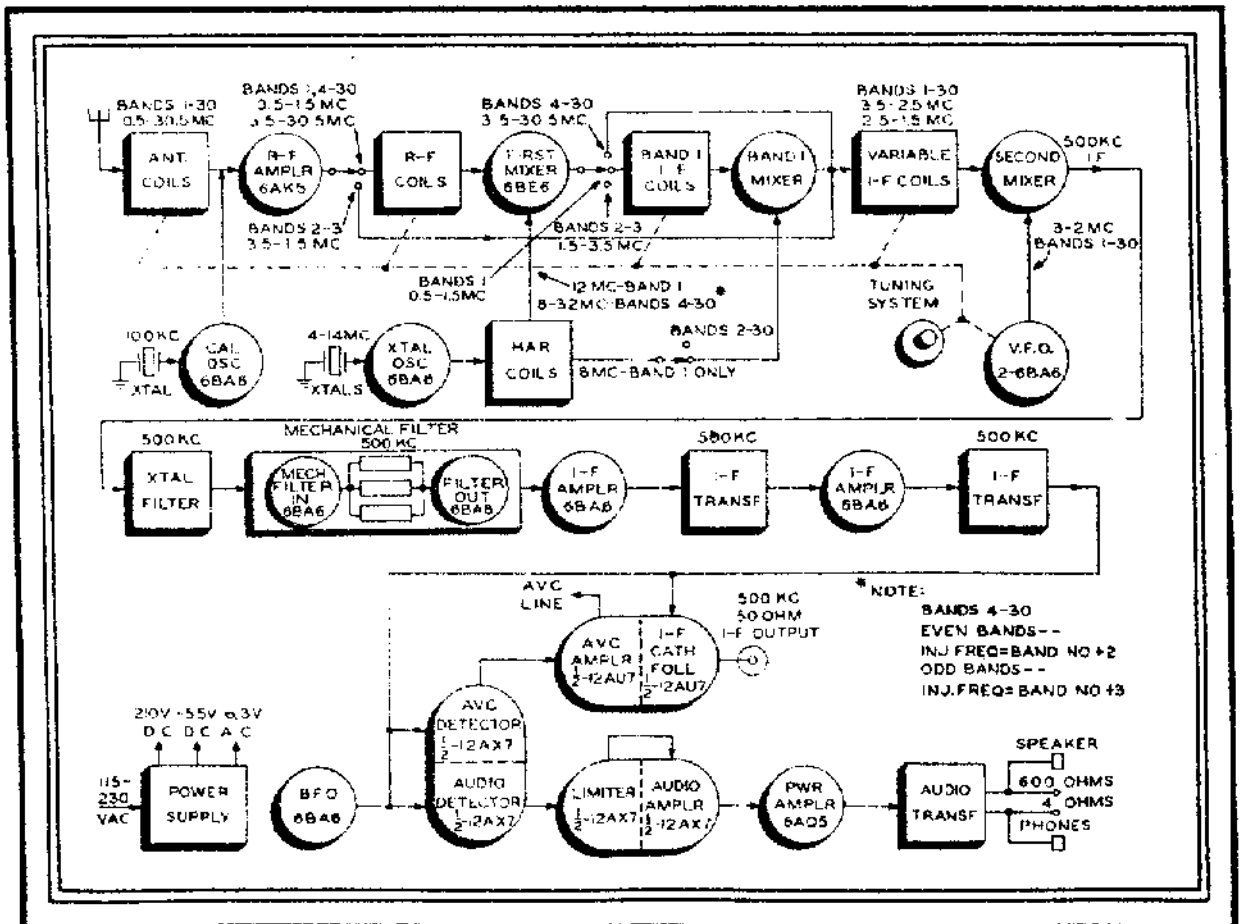 BANDS 1-30
0.5-30.5 MC
BANDS 1,4-30
0.5-1.5 MC
3.5-30.5 MC
BANDS 4-30
3.5-30.5 MC
BANDS 1-30
3.5-2.5 MC
2.5-1.5 MC
500 KC
I.F
ANT.
COILS
R-F
AMPLR
6AK5
R-F
COILS
FIRST
MIXER
6BE6
BAND 1
I-F
COILS
BAND 1
MIXER
VARIABLE
I-F COILS
SECOND
MIXER
BANDS 2-3
3.5-1.5 MC
BANDS 2-3
1.5-3.5 MC
BANDS 1
0.5-1.5MC
3-2 MC
BANDS 1-30
12 MC-BAND 1
8-32MC-BANDS 4-30 *
TUNING
SYSTEM
BANDS 2-30
100KC
XTAL
CAL
OSC
6BA6
4-14MC
XTALS
XTAL
OSC
6BA6
HAR
COILS
8MC-BAND 1 ONLY
V.F.O.
2-6BA6
500 KC
XTAL
FILTER
MECHANICAL FILTER
500 KC
MECH
FILTER
IN
6BA6
FILTER
OUT
6BA6
I-F
AMPLR
6BA6
500KC
I-F
TRANSF
I-F
AMPLR
6BA6
500 KC
I-F
TRANSF
AVC
LINE
AVC
AMPLR
1/2-12AU7
I-F
CATH
FOLL
1/2-12AU7
500 KC
50 OHM
I-F OUTPUT
* NOTE:
BANDS 4-30
EVEN BANDS--
INJ FREQ=BAND NO +2
ODD BANDS--
INJ.FREQ=BAND NO +3
210V -55V 6.3V
D C D C A C
115-
230
VAC
POWER
SUPPLY
BFO
6BA6
AVC
DETECTOR
1/2-12AX7
AUDIO
DETECTOR
1/2-12AX7
LIMITER
1/2-12AX7
AUDIO
AMPLR
1/2-12AX7
PWR
AMPLR
6AQ5
AUDIO
TRANSF
SPEAKER
600 OHMS
4 OHMS
PHONES